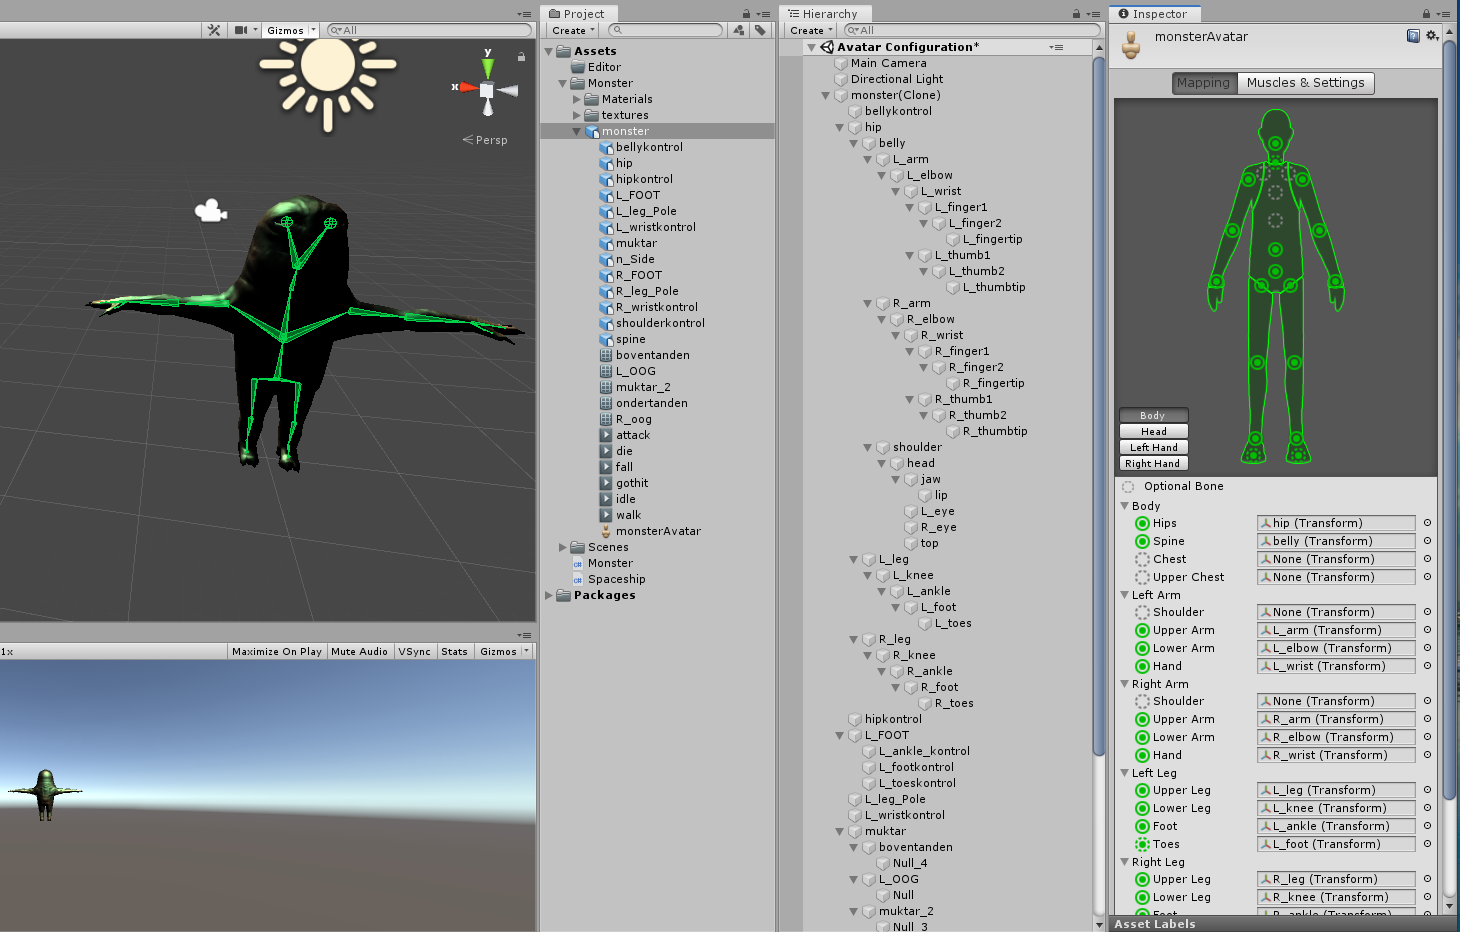 Gizmos
All
y
x
Persp
1x
Maximize On Play Mute Audio VSync Stats Gizmos
Project
Create
Assets
Editor
Monster
Materials
textures
monster
bellykontrol
hip
hipkontrol
L_FOOT
L_leg_Pole
L_wristkontrol
muktar
n_Side
R_FOOT
R_leg_Pole
R_wristkontrol
shoulderkontrol
spine
boventanden
L_OOG
muktar_2
ondertanden
R_oog
attack
die
fall
gothit
idle
walk
monsterAvatar
Scenes
Monster
Spaceship
Packages
Hierarchy
Create All
Avatar Configuration*
Main Camera
Directional Light
monster(Clone)
bellykontrol
hip
belly
L_arm
L_elbow
L_wrist
L_finger1
L_finger2
L_fingertip
L_thumb1
L_thumb2
L_thumbtip
R_arm
R_elbow
R_wrist
R_finger1
R_finger2
R_fingertip
R_thumb1
R_thumb2
R_thumbtip
shoulder
head
jaw
lip
L_eye
R_eye
top
L_leg
L_knee
L_ankle
L_foot
L_toes
R_leg
R_knee
R_ankle
R_foot
R_toes
hipkontrol
L_FOOT
L_ankle_kontrol
L_footkontrol
L_toeskontrol
L_leg_Pole
L_wristkontrol
muktar
boventanden
Null_4
L_OOG
Null
muktar_2
Null_3
Inspector
monsterAvatar
Mapping Muscles & Settings
Body
Head
Left Hand
Right Hand
Optional Bone
Body
Hips hip (Transform)
Spine belly (Transform)
Chest None (Transform)
Upper Chest None (Transform)
Left Arm
Shoulder None (Transform)
Upper Arm L_arm (Transform)
Lower Arm L_elbow (Transform)
Hand L_wrist (Transform)
Right Arm
Shoulder None (Transform)
Upper Arm R_arm (Transform)
Lower Arm R_elbow (Transform)
Hand R_wrist (Transform)
Left Leg
Upper Leg L_leg (Transform)
Lower Leg L_knee (Transform)
Foot L_ankle (Transform)
Toes L_foot (Transform)
Right Leg
Upper Leg R_leg (Transform)
Lower Leg R_knee (Transform)
Foot R_ankle (Transform)
Asset Labels